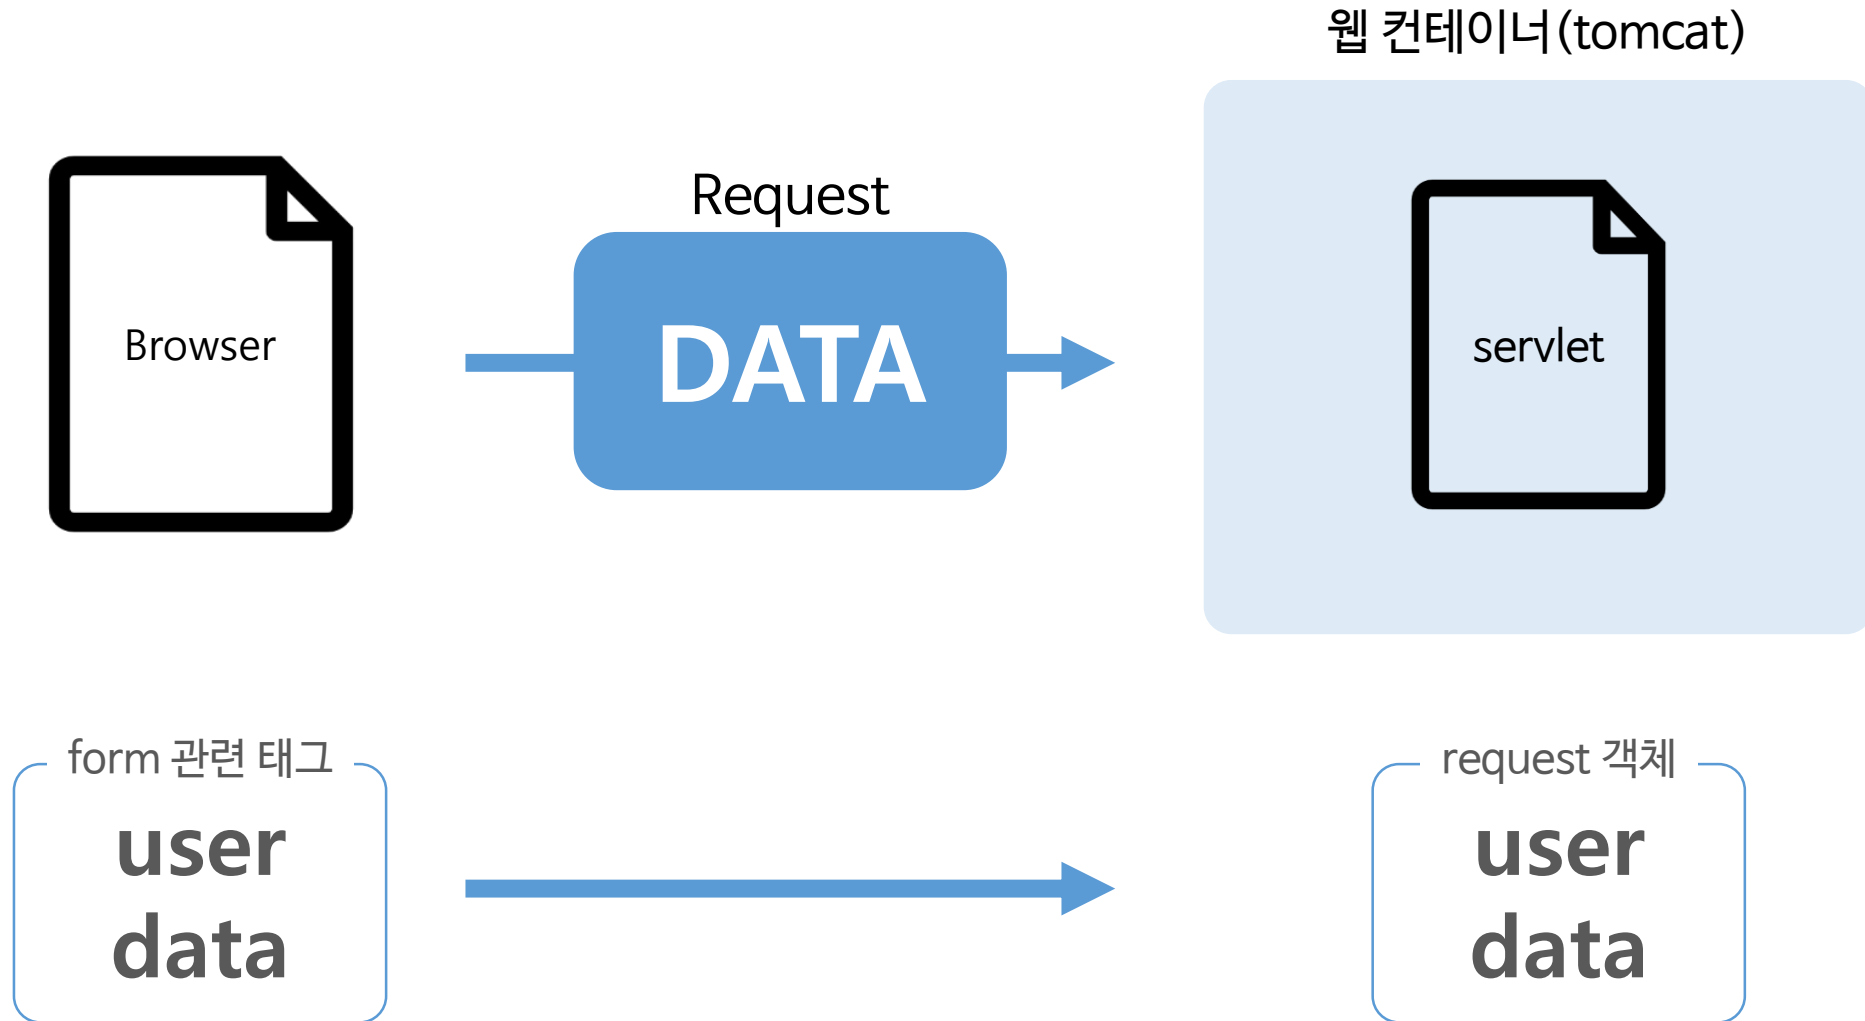 웹 컨테이너(tomcat)
Request
Browser
DATA
servlet
form 관련 태그
user
data
request 객체
user
data